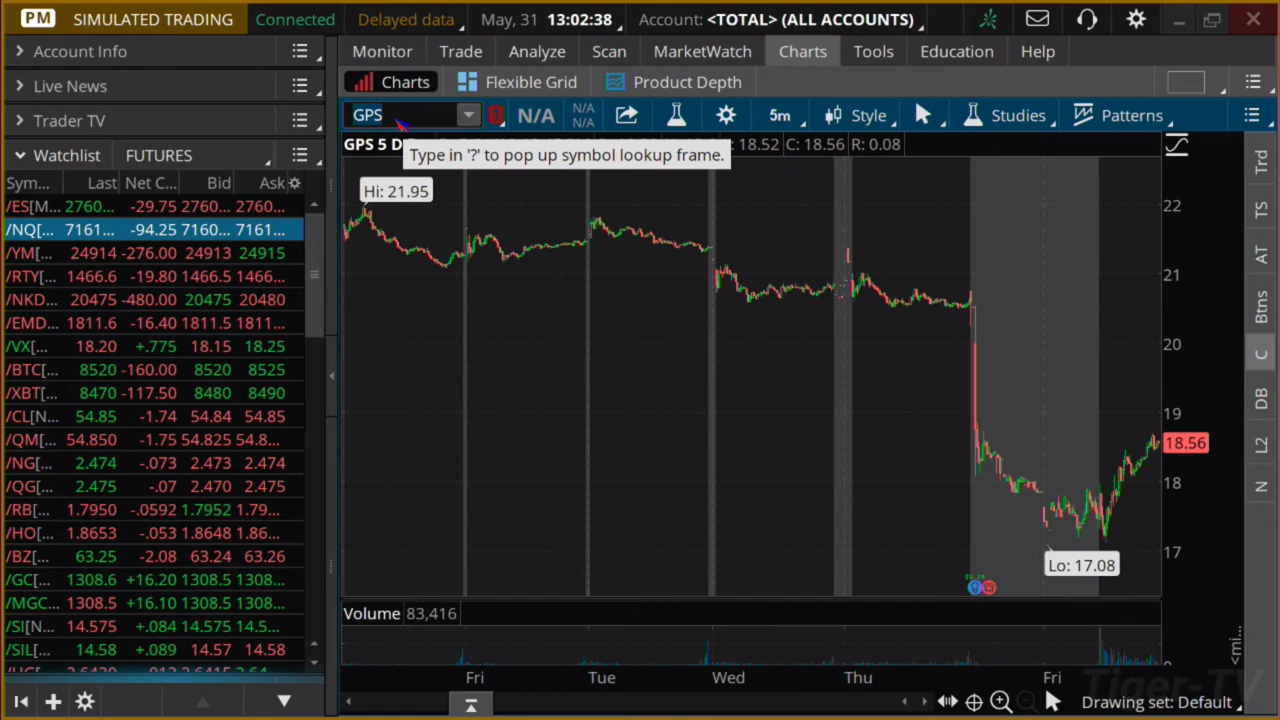 PM SIMULATED TRADING Connected Delayed data May, 31 13:02:38 Account: <TOTAL> (ALL ACCOUNTS)
Account Info
Live News
Trader TV
Watchlist FUTURES
Sym... Last Net C... Bid Ask
/ES[M... 2760... -29.75 2760... 2760...
/NQ[... 7161... -94.25 7160... 7161...
/YM[... 24914 -276.00 24913 24915
/RTY[... 1466.6 -19.80 1466.5 1466...
/NKD... 20475 -480.00 20475 20480
/EMD... 1811.6 -16.40 1811.5 1811...
/VX[... 18.20 +.775 18.15 18.25
/BTC[... 8520 -160.00 8520 8525
/XBT[... 8470 -117.50 8480 8490
/CL[N... 54.85 -1.74 54.84 54.85
/QM[... 54.850 -1.75 54.825 54.8...
/NG[... 2.474 -.073 2.473 2.474
/QG[... 2.475 -.07 2.470 2.475
/RB[... 1.7950 -.0592 1.7952 1.79...
/HO[... 1.8653 -.053 1.8648 1.86...
/BZ[... 63.25 -2.08 63.24 63.26
/GC[... 1308.6 +16.20 1308.5 1308...
/MGC... 1308.5 +16.10 1308.5 1308...
/SI[N... 14.575 +.084 14.575 14.5...
/SIL[... 14.58 +.089 14.57 14.58
Monitor Trade Analyze Scan MarketWatch Charts Tools Education Help
Charts Flexible Grid Product Depth
GPS N/A N/A N/A 5m Style Studies Patterns
GPS 5 D : 18.52 C: 18.56 R: 0.08
Type in '?' to pop up symbol lookup frame.
Hi: 21.95
22
21
20
19
18.56
18
17
Lo: 17.08
Volume 83,416
Fri Tue Wed Thu Fri
Drawing set: Default
Trd
TS
AT
Btns
C
DB
L2
N
<mi...
Tiger-TV